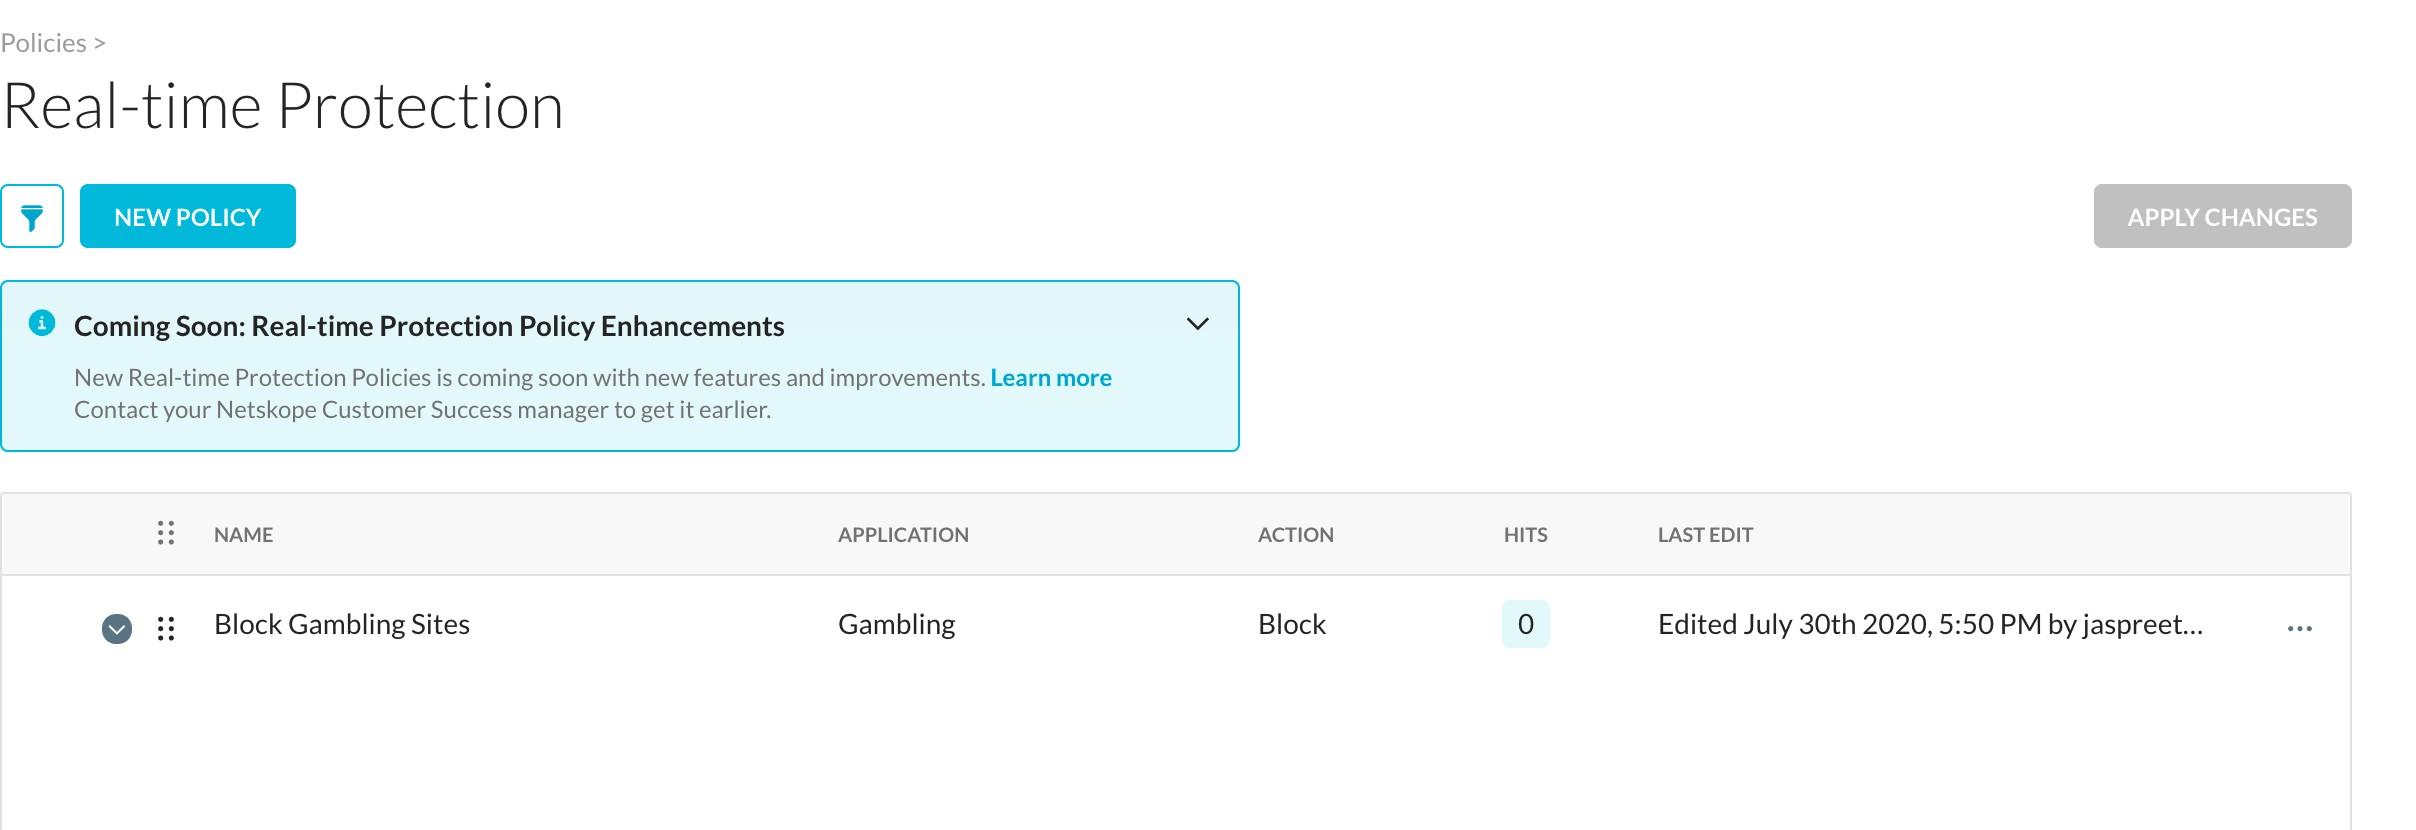 Policies >
Real-time Protection
NEW POLICY
APPLY CHANGES
Coming Soon: Real-time Protection Policy Enhancements
New Real-time Protection Policies is coming soon with new features and improvements. Learn more
Contact your Netskope Customer Success manager to get it earlier.
NAME APPLICATION ACTION HITS LAST EDIT
Block Gambling Sites Gambling Block 0 Edited July 30th 2020, 5:50 PM by jaspreet...